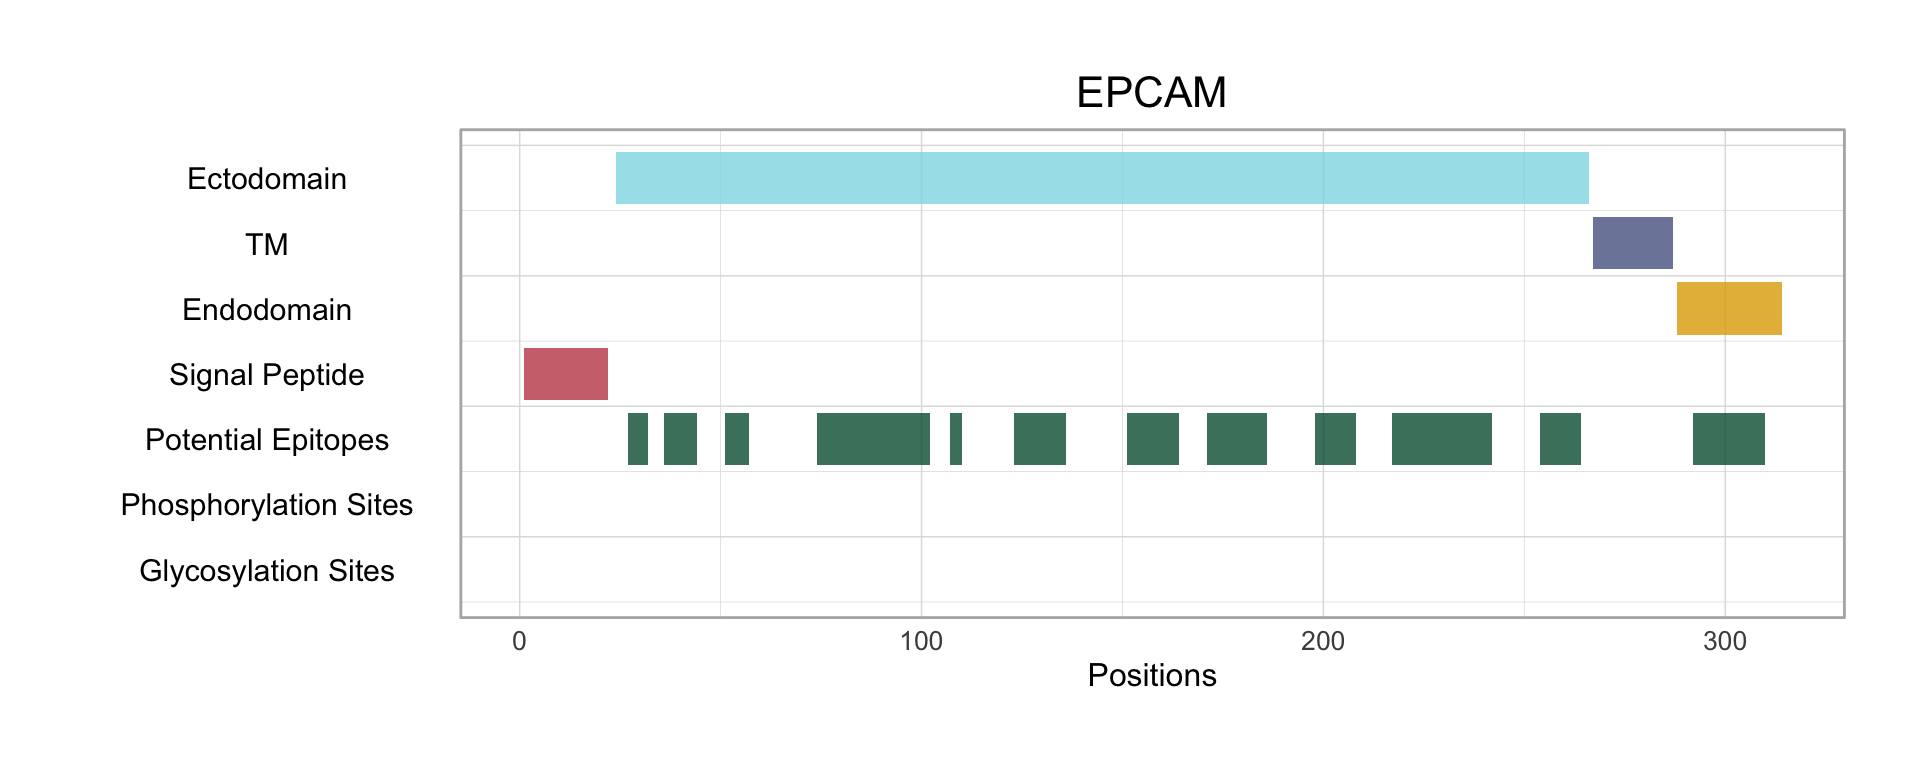 EPCAM
Ectodomain
TM
Endodomain
Signal Peptide
Potential Epitopes
Phosphorylation Sites
Glycosylation Sites
0 100 200 300
Positions